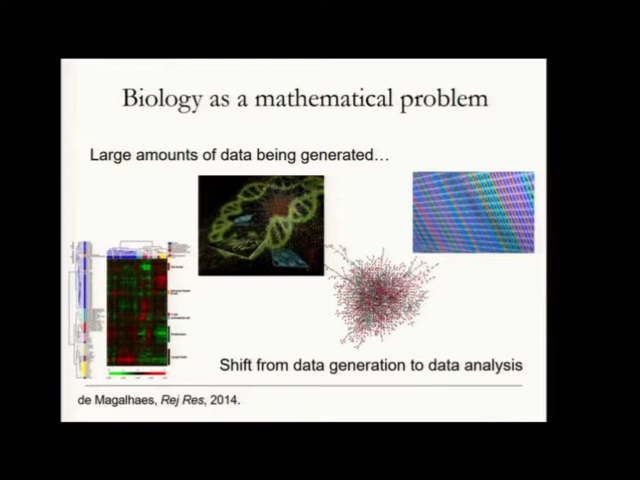 Biology as a mathematical problem
Large amounts of data being generated…
Shift from data generation to data analysis
de Magalhaes, Rej Res, 2014.